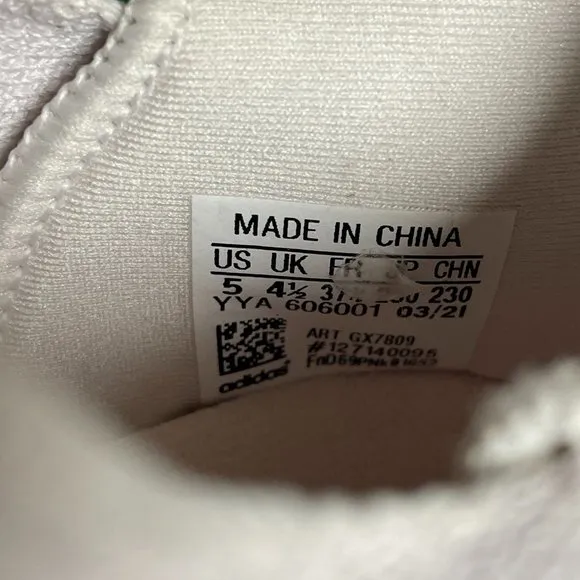 MADE IN CHINA
US UK FR JP CHN
5 4½ 230
YYA 606001 03/21
ART GX7809
#127140095
adidas